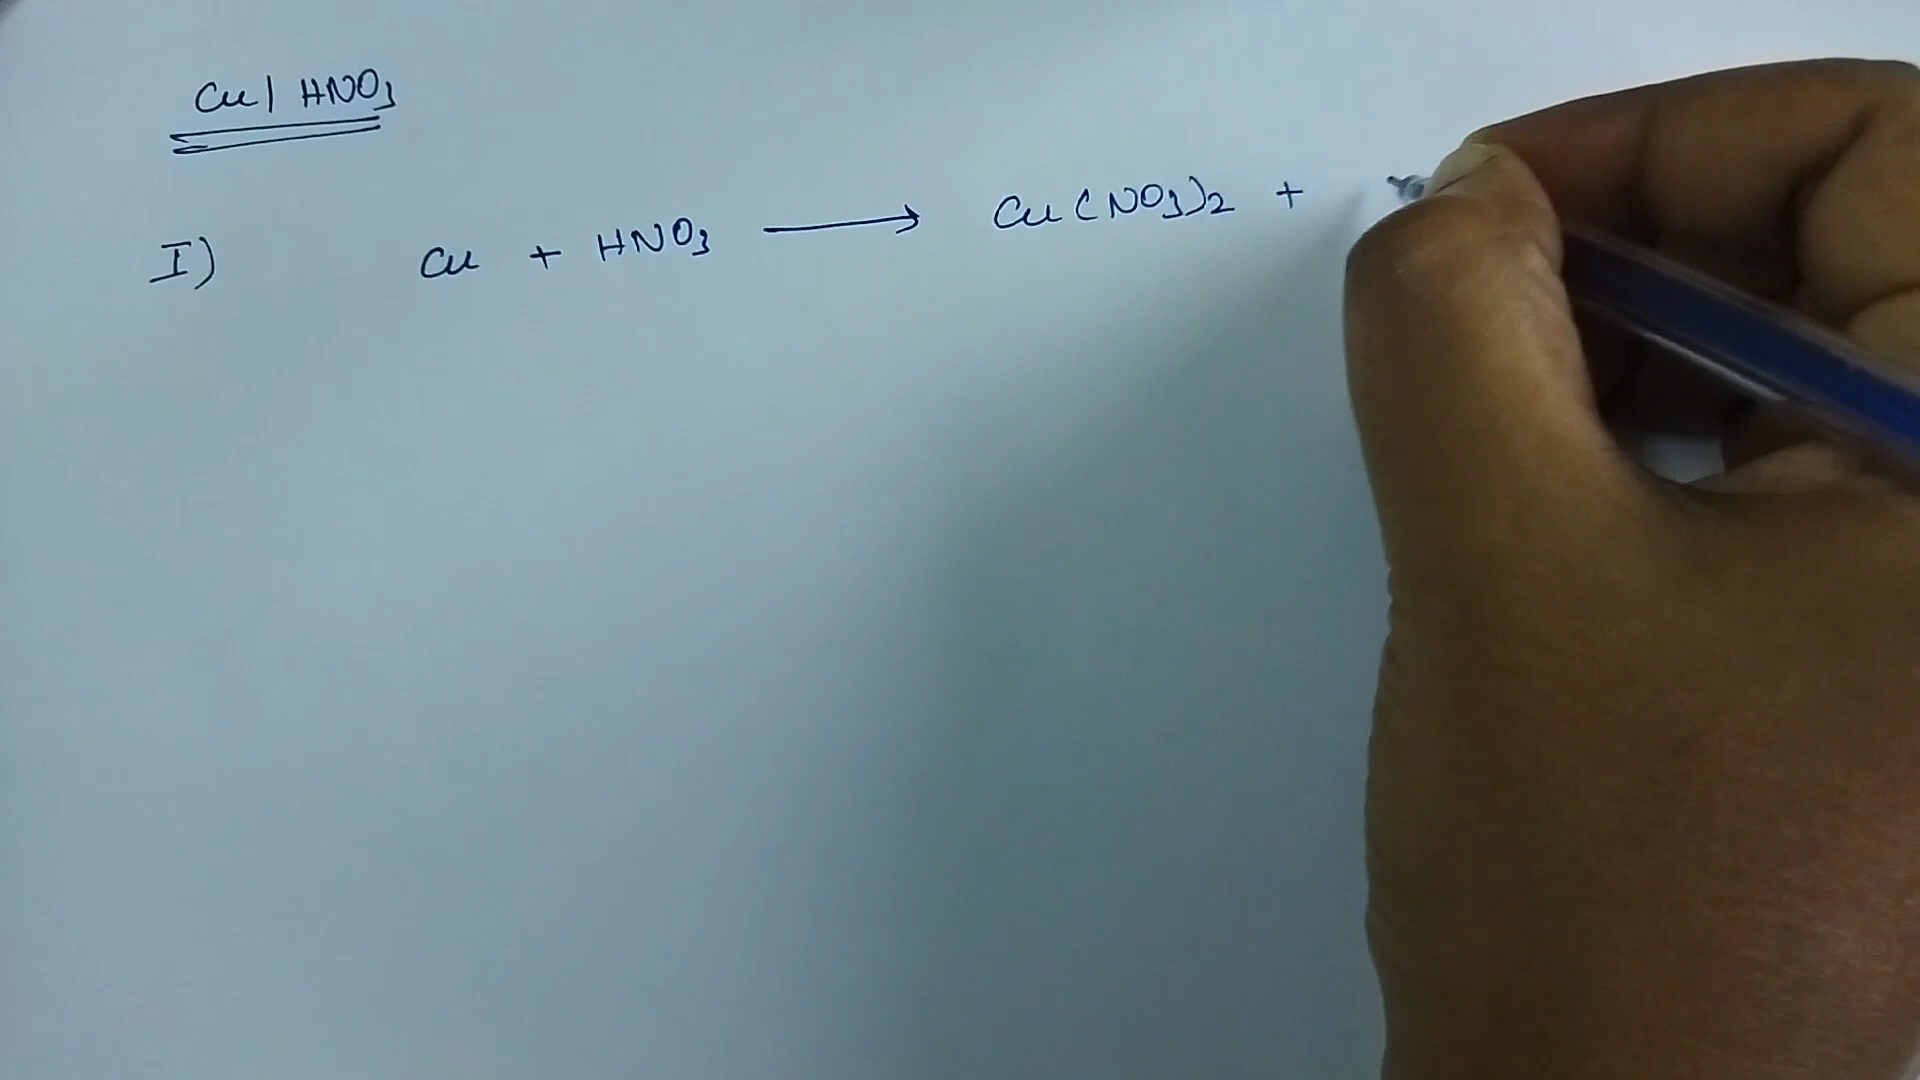 Cu | HNO3
I) Cu + HNO3 ⟶ Cu(NO3)2 +